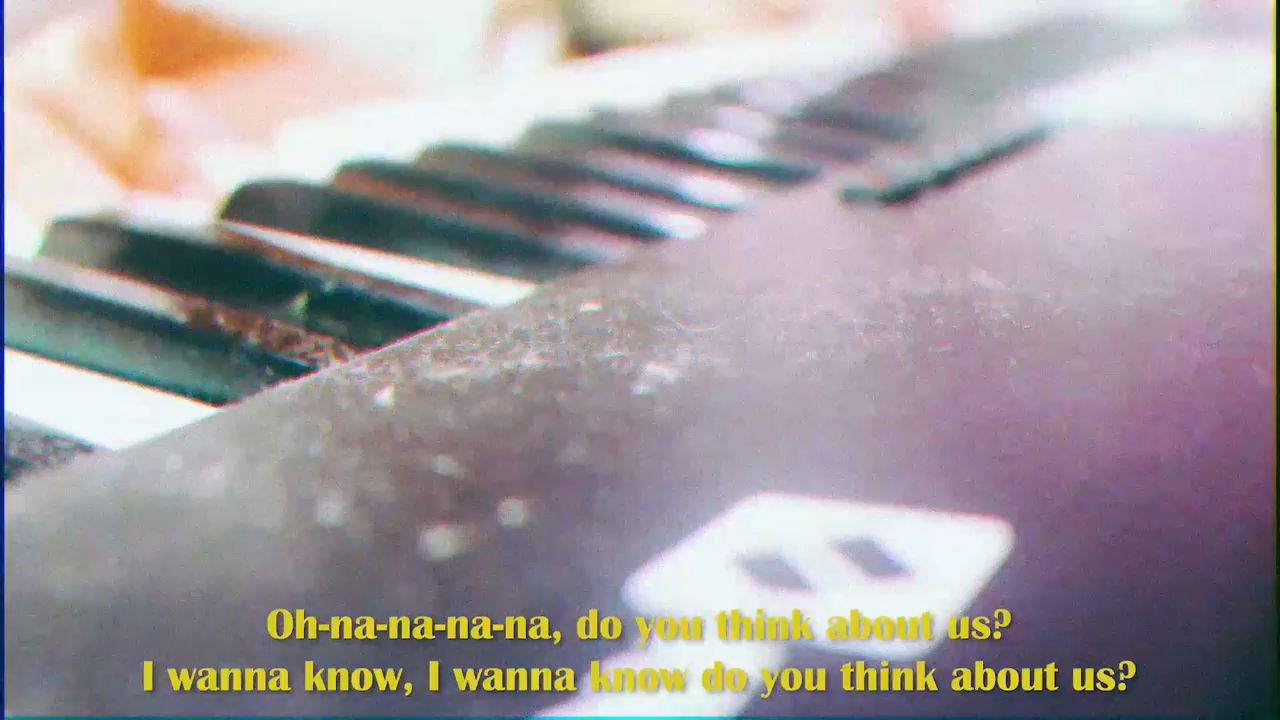 Oh-na-na-na-na, do you think about us?
I wanna know, I wanna know do you think about us?